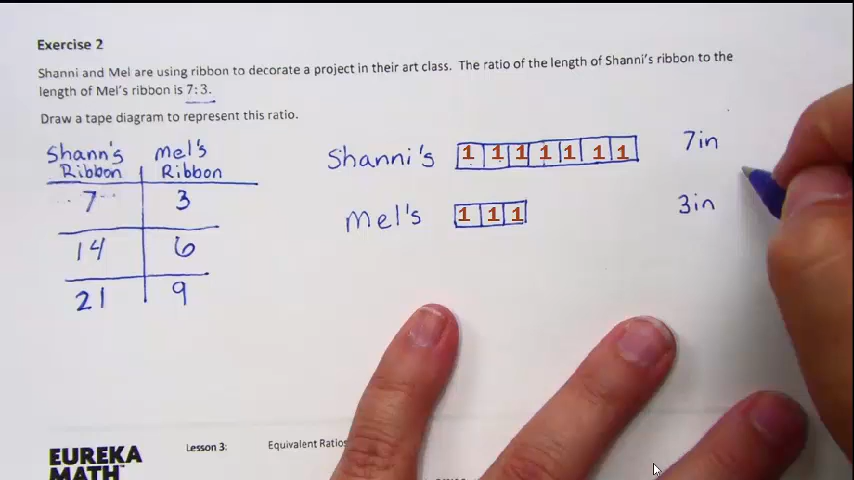 Exercise 2
Shanni and Mel are using ribbon to decorate a project in their art class. The ratio of the length of Shanni's ribbon to the
length of Mel's ribbon is 7:3.
Draw a tape diagram to represent this ratio.
Shann's Mel's
Ribbon Ribbon
7 3
14 6
21 9
Shanni's 1 1 1 1 1 1 1 7in
Mel's 1 1 1 3in
EUREKA
MATH™
Lesson 3: Equivalent Ratios